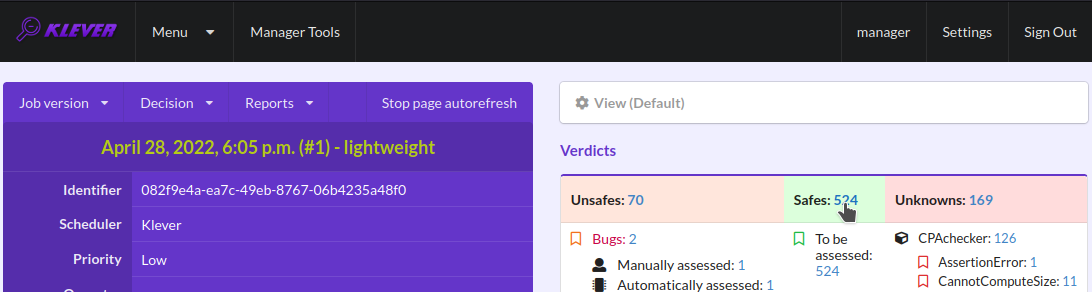 KLEVER Menu Manager Tools manager Settings Sign Out
Job version Decision Reports Stop page autorefresh
April 28, 2022, 6:05 p.m. (#1) - lightweight
Identifier 082f9e4a-ea7c-49eb-8767-06b4235a48f0
Scheduler Klever
Priority Low
View (Default)
Verdicts
Unsafes: 70 Safes: 524 Unknowns: 169
Bugs: 2
Manually assessed: 1
Automatically assessed: 1
To be
assessed:
524
CPAchecker: 126
AssertionError: 1
CannotComputeSize: 11